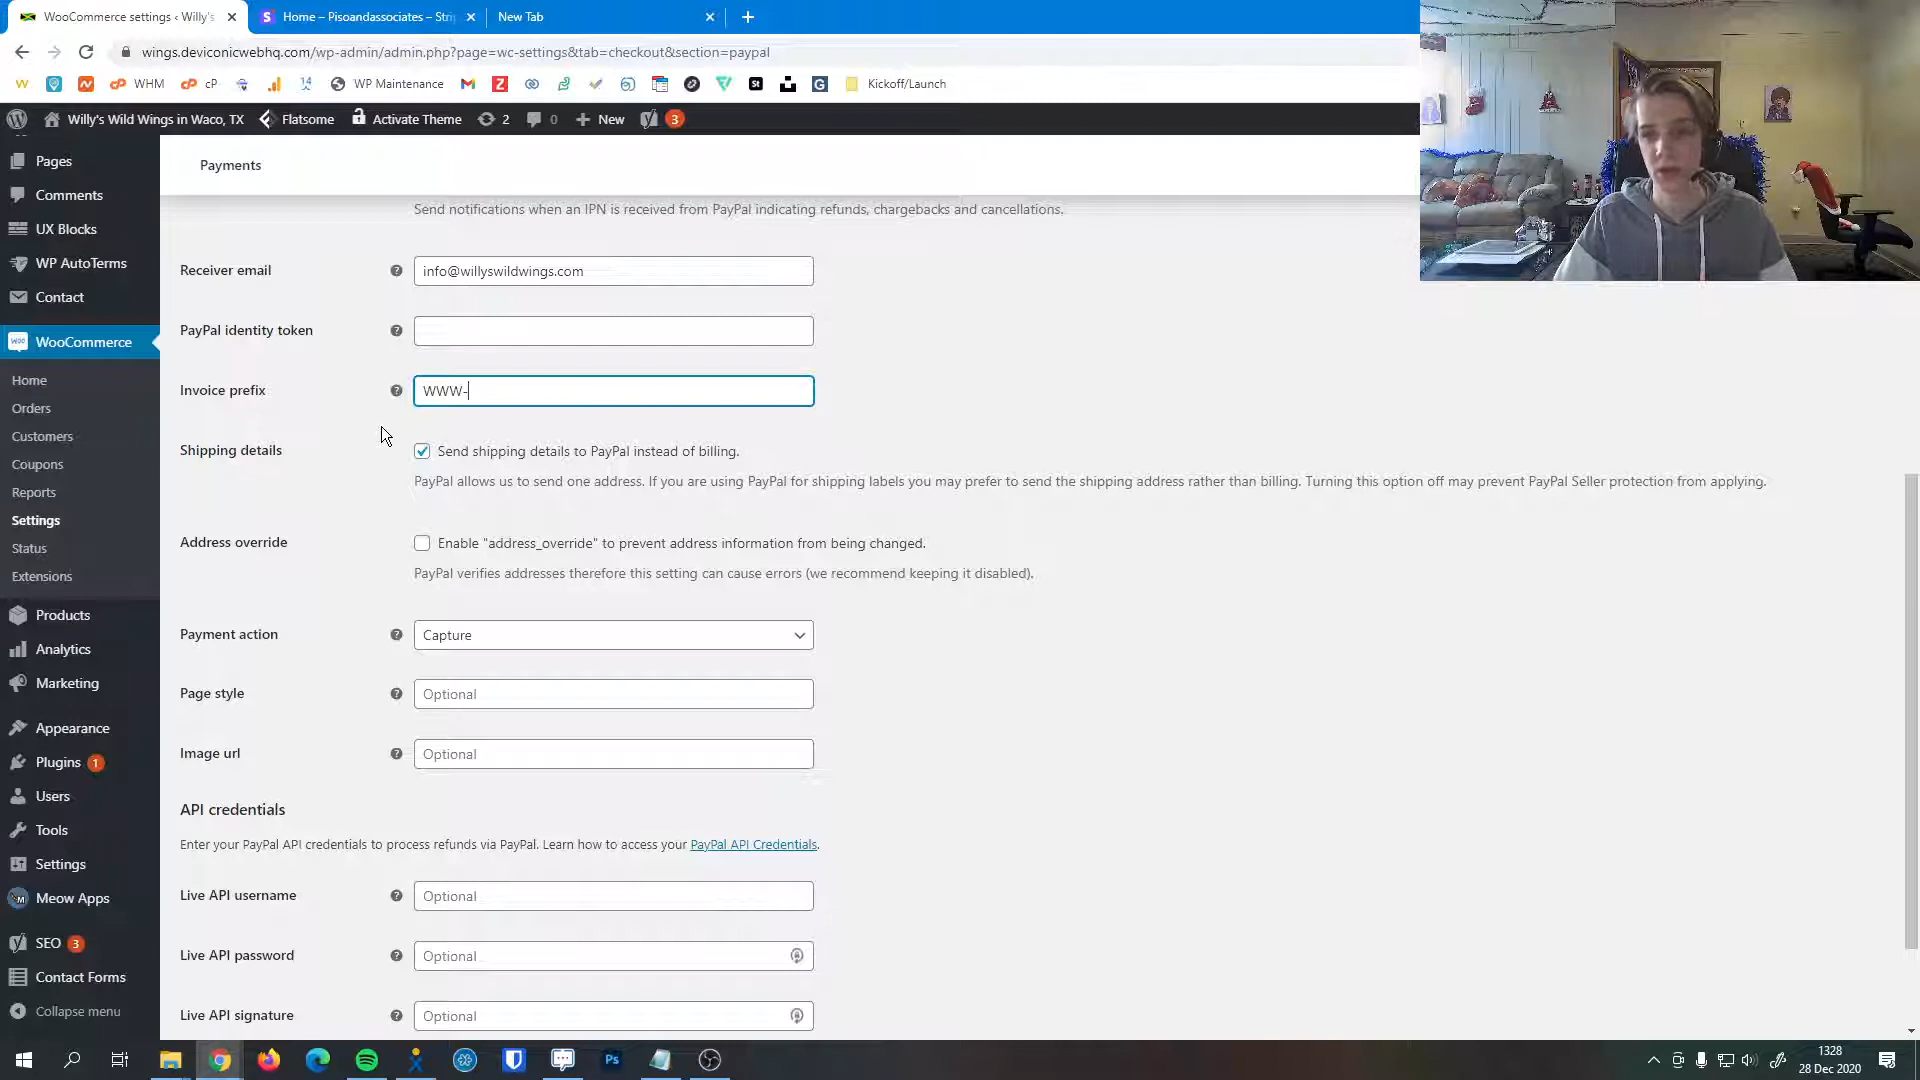 WooCommerce settings ‹ Willy's
Home – Pisoandassociates – Strip
New Tab
wings.deviconicwebhq.com/wp-admin/admin.php?page=wc-settings&tab=checkout&section=paypal
WHM
cP
WP Maintenance
Kickoff/Launch
Willy's Wild Wings in Waco, TX
Flatsome
Activate Theme
2
0
New
3
Pages
Comments
UX Blocks
WP AutoTerms
Contact
WooCommerce
Home
Orders
Customers
Coupons
Reports
Settings
Status
Extensions
Products
Analytics
Marketing
Appearance
Plugins 1
Users
Tools
Settings
Meow Apps
SEO 3
Contact Forms
Collapse menu
Payments
Send notifications when an IPN is received from PayPal indicating refunds, chargebacks and cancellations.
Receiver email
info@willyswildwings.com
PayPal identity token
Invoice prefix
WWW-
Shipping details
Send shipping details to PayPal instead of billing.
PayPal allows us to send one address. If you are using PayPal for shipping labels you may prefer to send the shipping address rather than billing. Turning this option off may prevent PayPal Seller protection from applying.
Address override
Enable "address_override" to prevent address information from being changed.
PayPal verifies addresses therefore this setting can cause errors (we recommend keeping it disabled).
Payment action
Capture
Page style
Optional
Image url
Optional
API credentials
Enter your PayPal API credentials to process refunds via PayPal. Learn how to access your PayPal API Credentials.
Live API username
Optional
Live API password
Optional
Live API signature
Optional
Ps
1328
28 Dec 2020